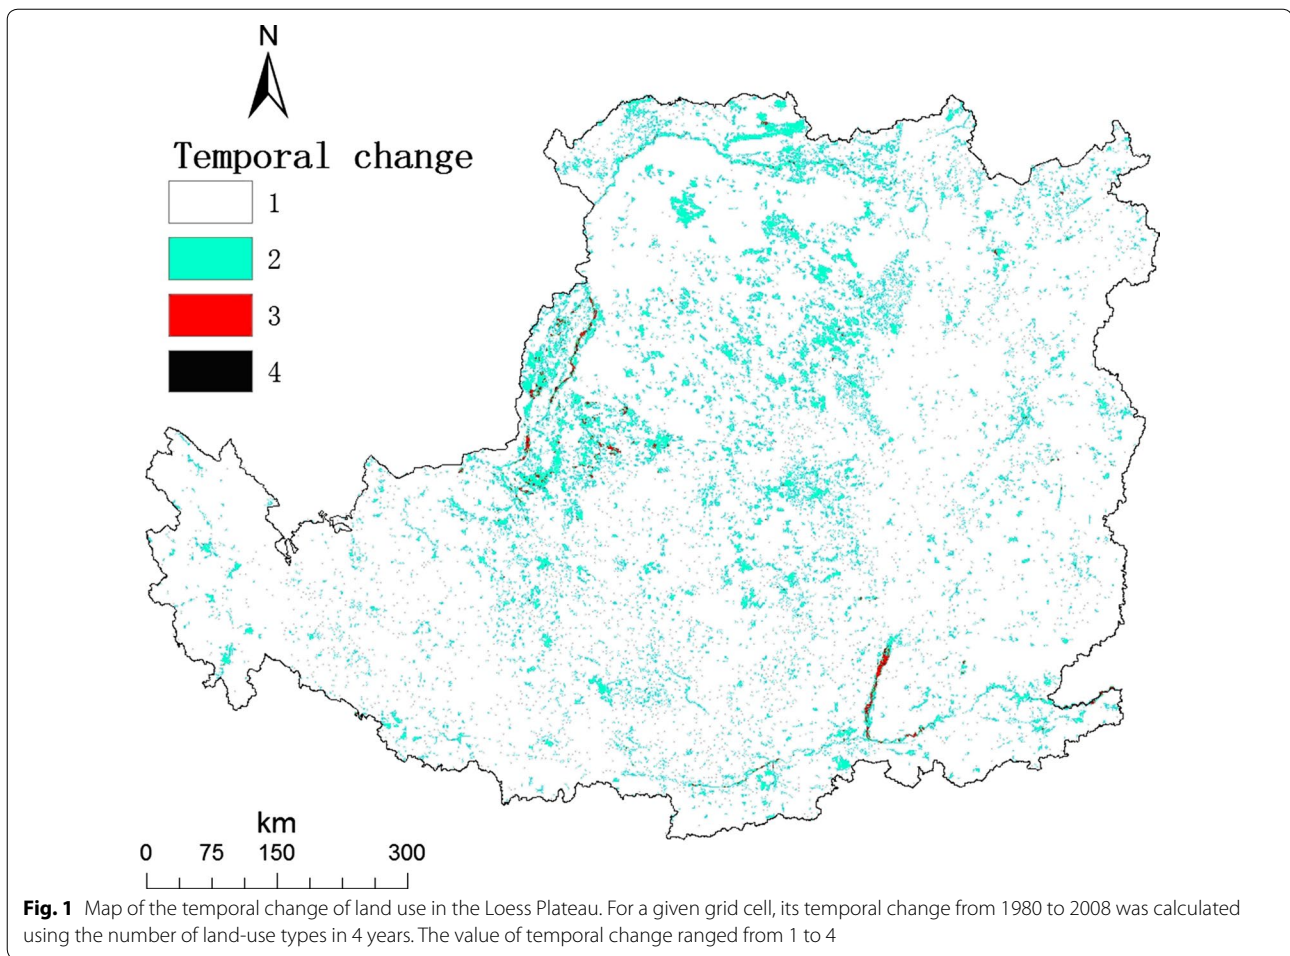 N
Temporal change
1
2
3
4
km
0 75 150 300
Fig. 1 Map of the temporal change of land use in the Loess Plateau. For a given grid cell, its temporal change from 1980 to 2008 was calculated
using the number of land-use types in 4 years. The value of temporal change ranged from 1 to 4